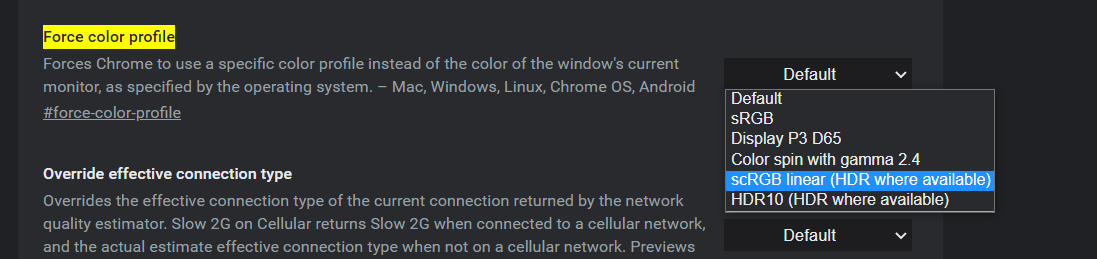 Force color profile
Forces Chrome to use a specific color profile instead of the color of the window's current
monitor, as specified by the operating system. – Mac, Windows, Linux, Chrome OS, Android
#force-color-profile
Default
Default
sRGB
Display P3 D65
Color spin with gamma 2.4
scRGB linear (HDR where available)
HDR10 (HDR where available)
Override effective connection type
Overrides the effective connection type of the current connection returned by the network
quality estimator. Slow 2G on Cellular returns Slow 2G when connected to a cellular network,
and the actual estimate effective connection type when not on a cellular network. Previews
Default